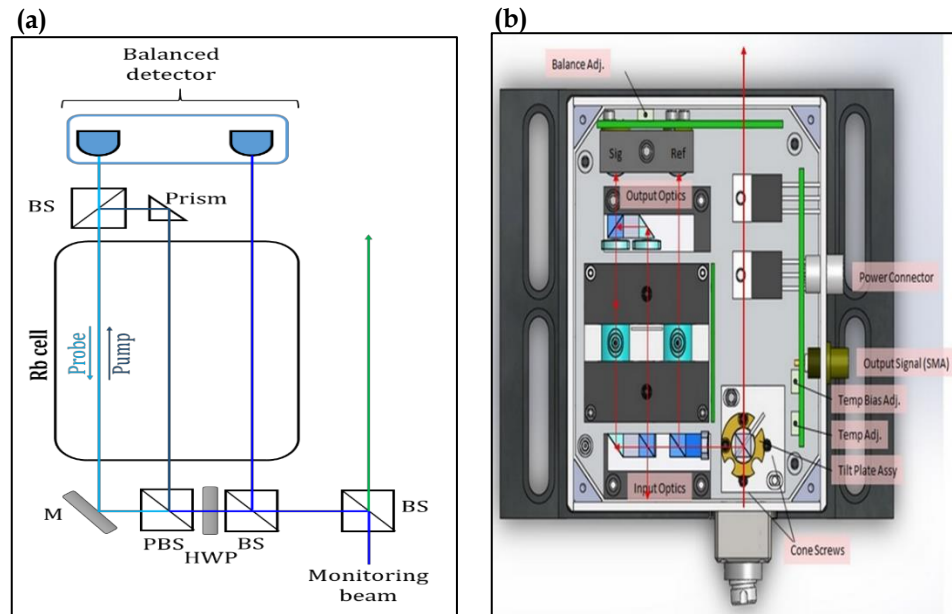 (a)
Balanced
detector
BS
Prism
Rb cell
Probe
Pump
M
PBS
HWP
BS
BS
Monitoring
beam
(b)
Balance Adj.
Sig
Ref
Output Optics
Power Connector
Output Signal (SMA)
Temp Bias Adj.
Temp Adj.
Tilt Plate Assy
Input Optics
Cone Screws